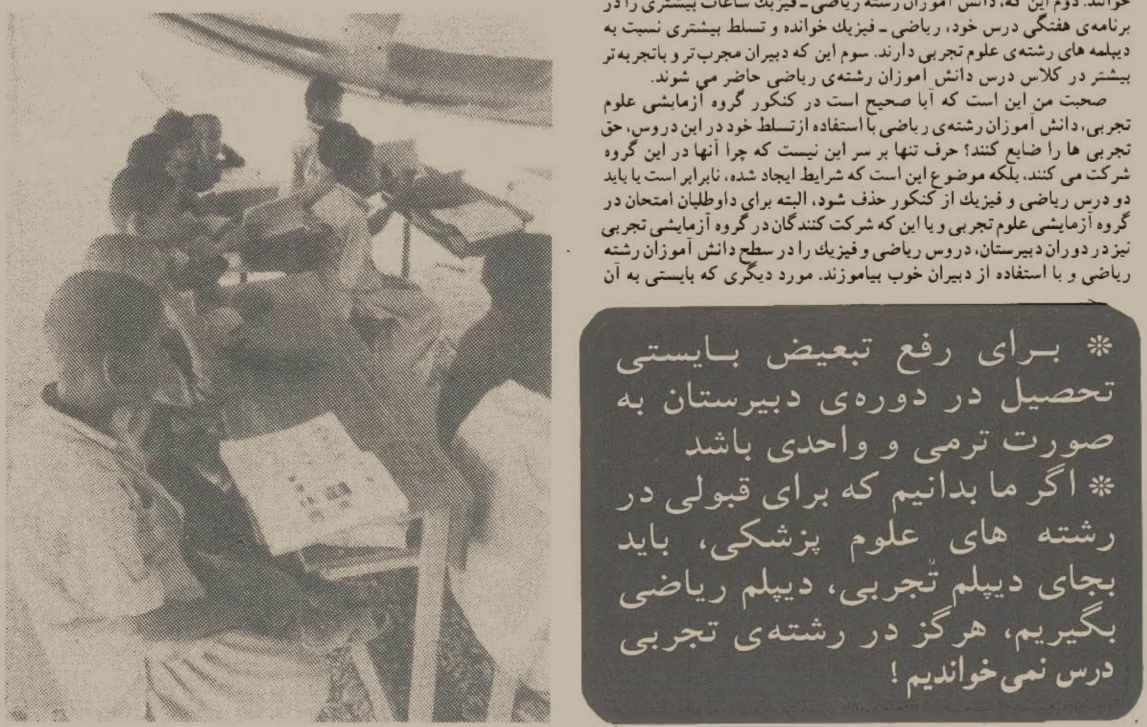 خوانند. دوم این که، دانش آموزان رشته ریاضی ـ فیزیك ساعات بیشتری را در
برنامه‌ی هفتگی درس خود، ریاضی ـ فیزیك خوانده و تسلط بیشتری نسبت به
دیپلمه های رشته‌ی علوم تجربی دارند. سوم این که دبیران مجرب‌تر و باتجربه‌تر
بیشتر در کلاس درس دانش آموزان رشته‌ی ریاضی حاضر می شوند.
صحبت من این است که آیا صحیح است در کنکور گروه آزمایشی علوم
تجربی، دانش آموزان رشته‌ی ریاضی با استفاده ازتسلط خود در این دروس، حق
تجربی ها را ضایع کنند؟ حرف تنها بر سر این نیست که چرا آنها در این گروه
شرکت می کنند، بلکه موضوع این است که شرایط ایجاد شده، نابرابر است یا باید
دو درس ریاضی و فیزیك از کنکور حذف شود، البته برای داوطلبان امتحان در
گروه آزمایشی علوم تجربی و یا این که شرکت کنندگان در گروه آزمایشی تجربی
نیز در دوران دبیرستان، دروس ریاضی و فیزیك را در سطح دانش آموزان رشته
ریاضی و با استفاده از دبیران خوب بیاموزند. مورد دیگری که بایستی به آن
❊ بـرای رفع تبعیض بـایستی
تحصیل در دوره‌ی دبیرستان به
صورت ترمی و واحدی باشد
❊ اگر ما بدانیم که برای قبولی در
رشته های علوم پزشکی، باید
بجای دیپلم تجربی، دیپلم ریاضی
بگیریم، هرگز در رشته‌ی تجربی
درس نمی‌خواندیم !